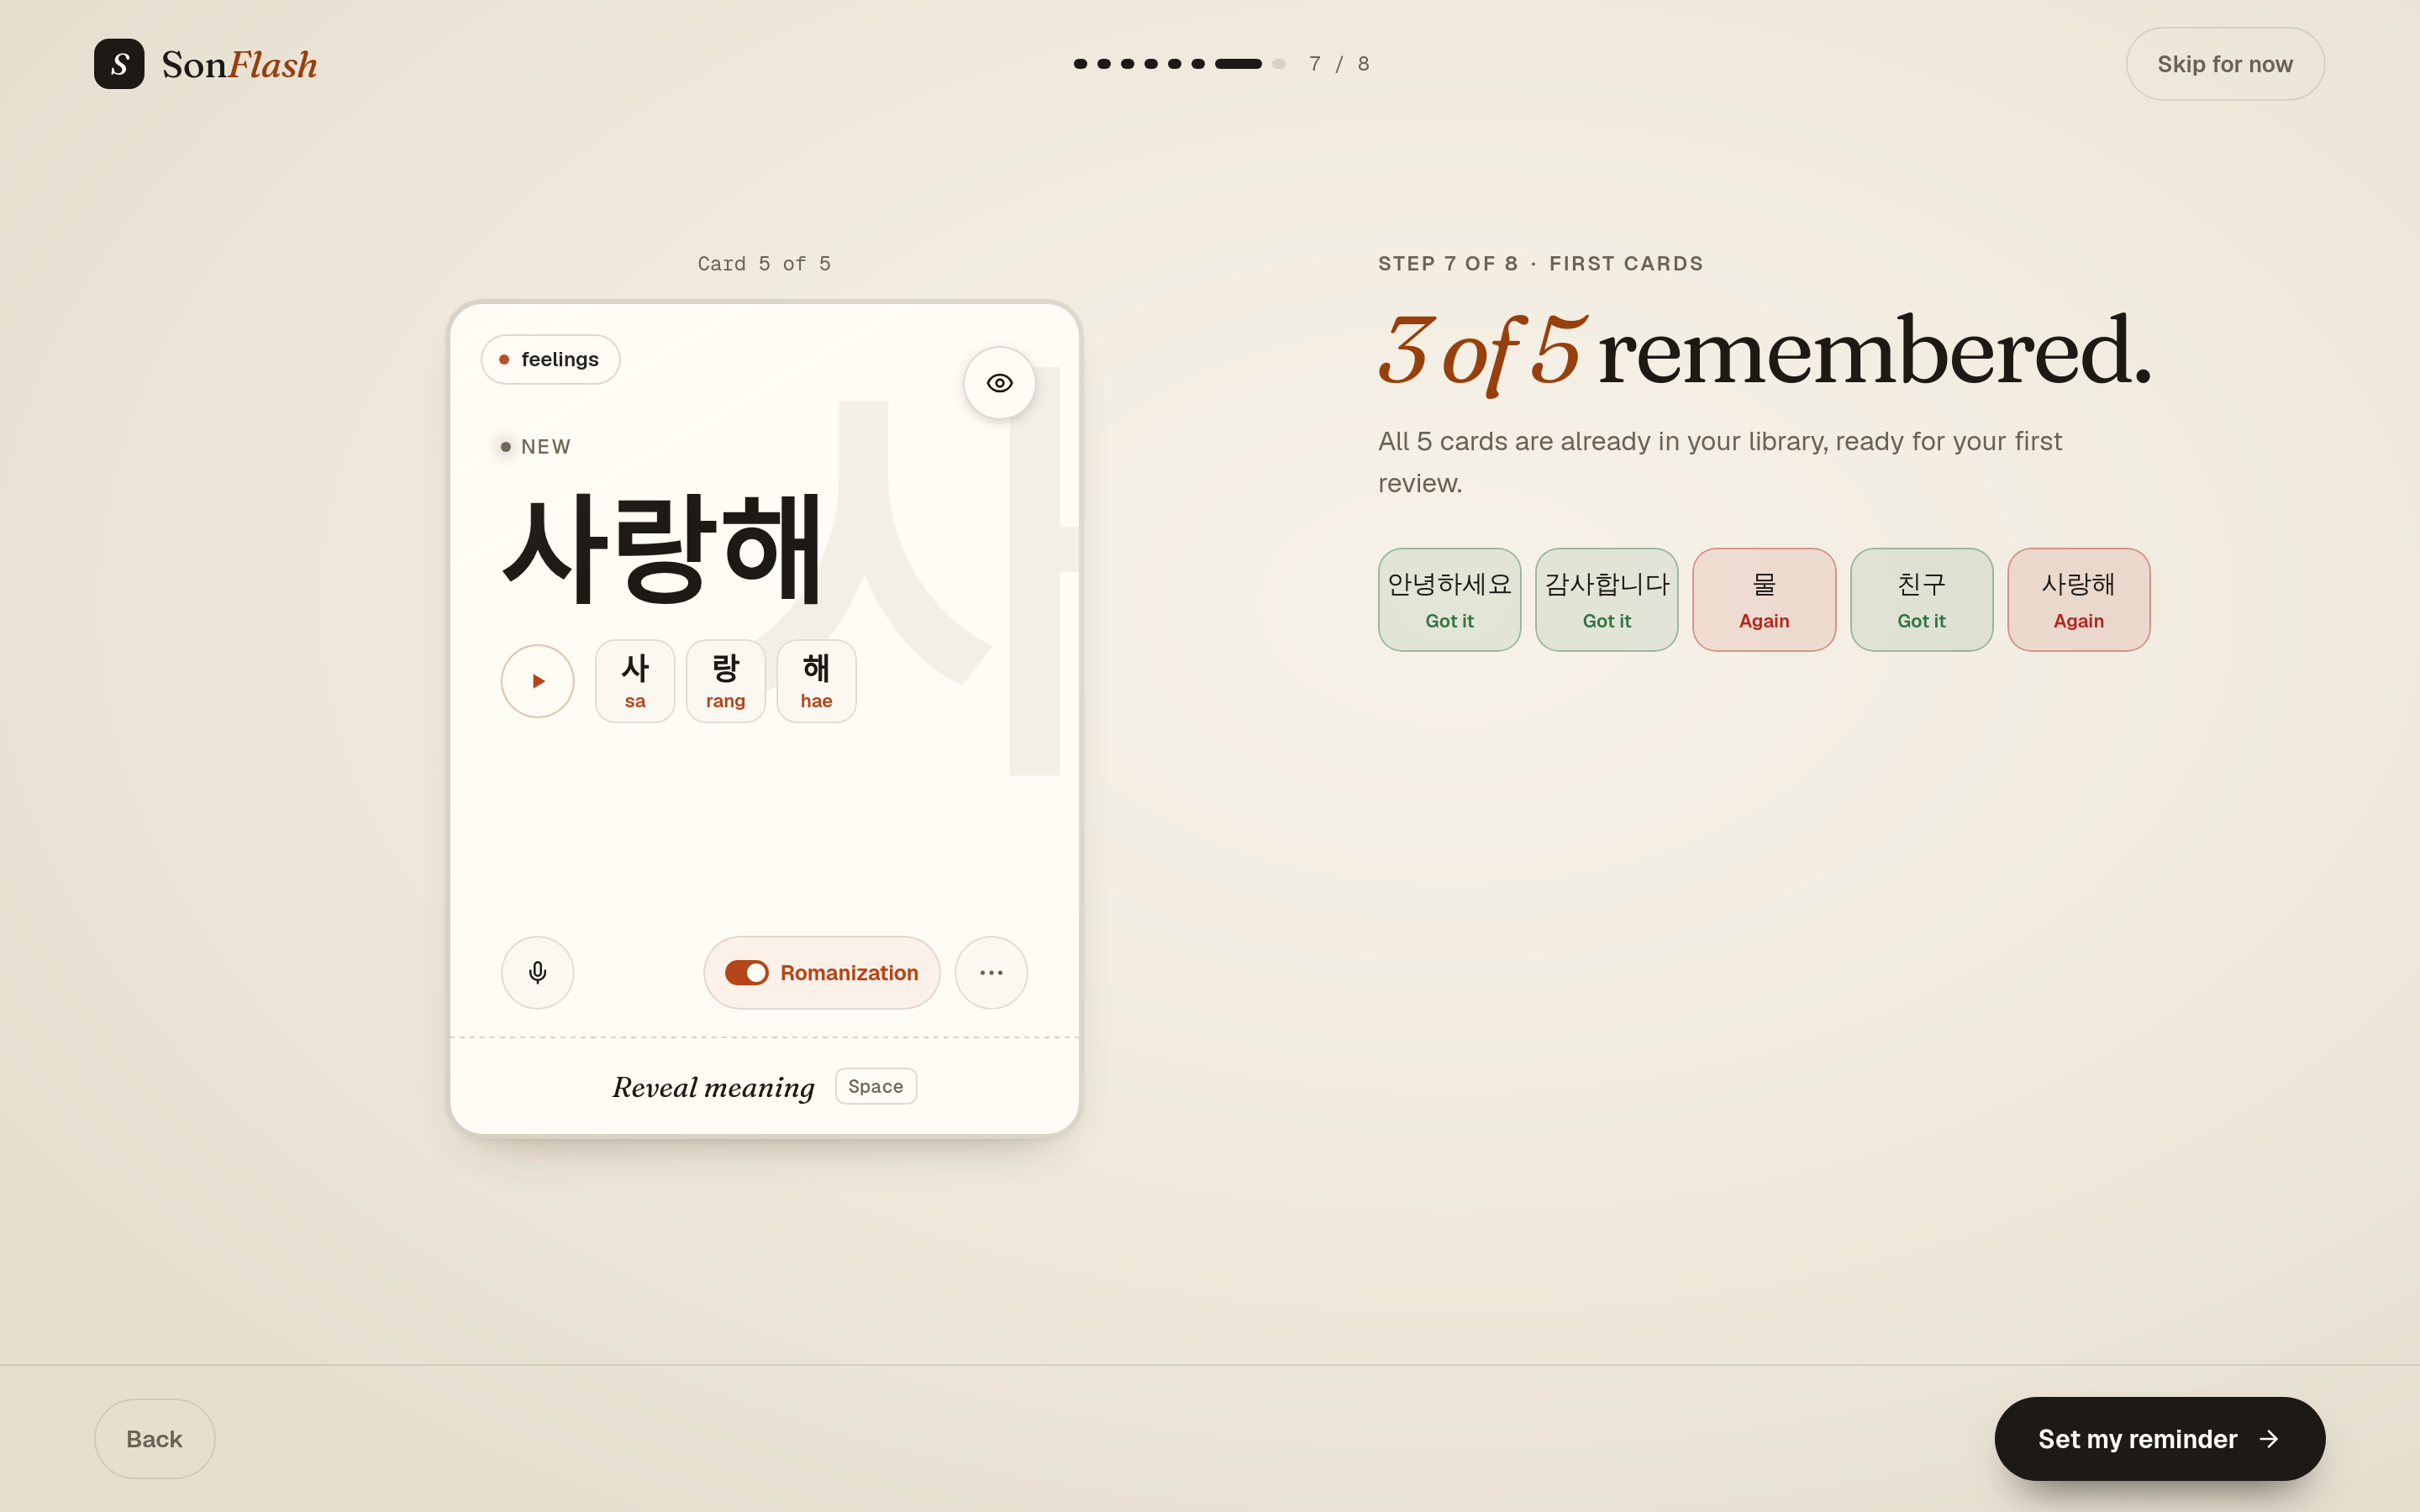 S SonFlash
7 / 8
Skip for now
Card 5 of 5
feelings
NEW
사랑해
사
사 랑 해
sa rang hae
Romanization
Reveal meaning Space
STEP 7 OF 8 · FIRST CARDS
3 of 5 remembered.
All 5 cards are already in your library, ready for your first
review.
안녕하세요 감사합니다 물 친구 사랑해
Got it Got it Again Got it Again
Back
Set my reminder →